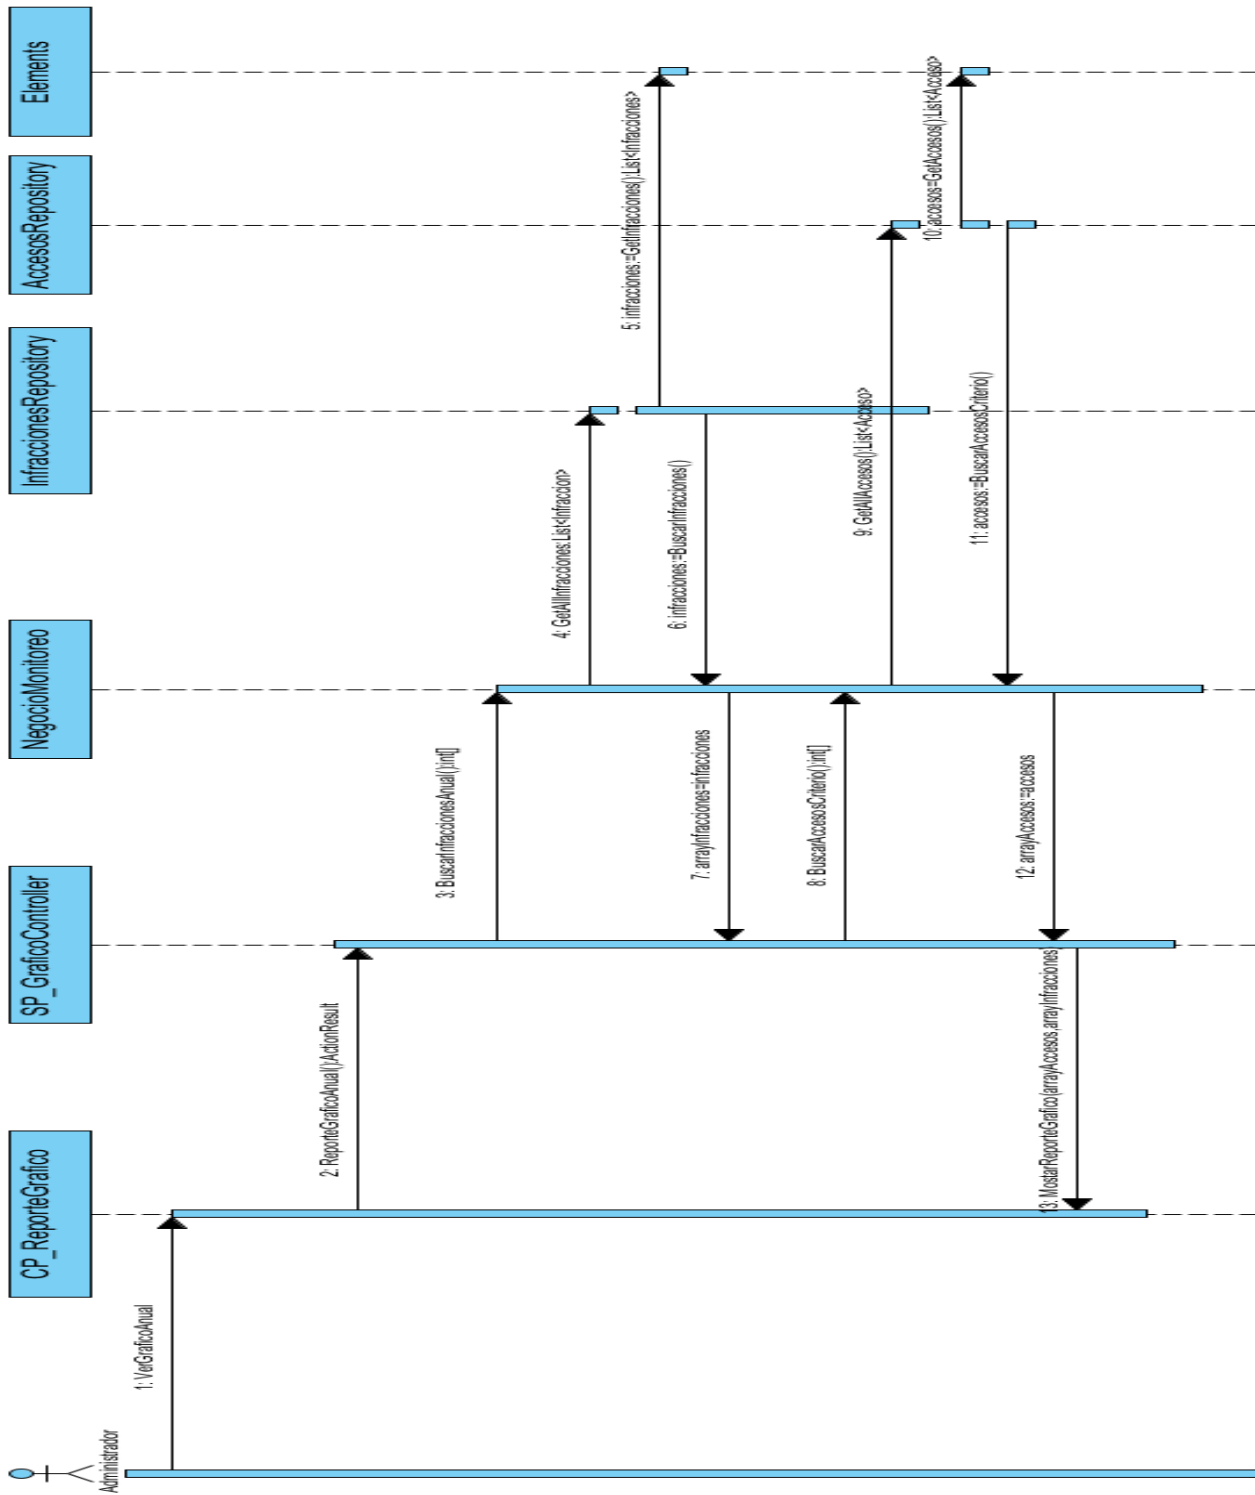 Administrador
CP_ReporteGrafico
SP_GraficoController
NegocioMonitoreo
InfraccionesRepository
AccesosRepository
Elements
1: VerGraficoAnual
2: ReporteGraficoAnual():ActionResult
3: BuscarInfraccionesAnual():int[]
4: GetAllInfracciones:List<Infraccion>
5: infracciones:=GetInfracciones():List<Infracciones>
6: infracciones:=BuscarInfracciones()
7: arrayInfracciones=infracciones
8: BuscarAccesosCriterio():int[]
9: GetAllAccesos():List<Acceso>
10: accesos=GetAccesos():List<Acceso>
11: accesos:=BuscarAccesosCriterio()
12: arrayAccesos:=accesos
13: MostarReporteGrafico(arrayAccesos,arrayInfracciones)